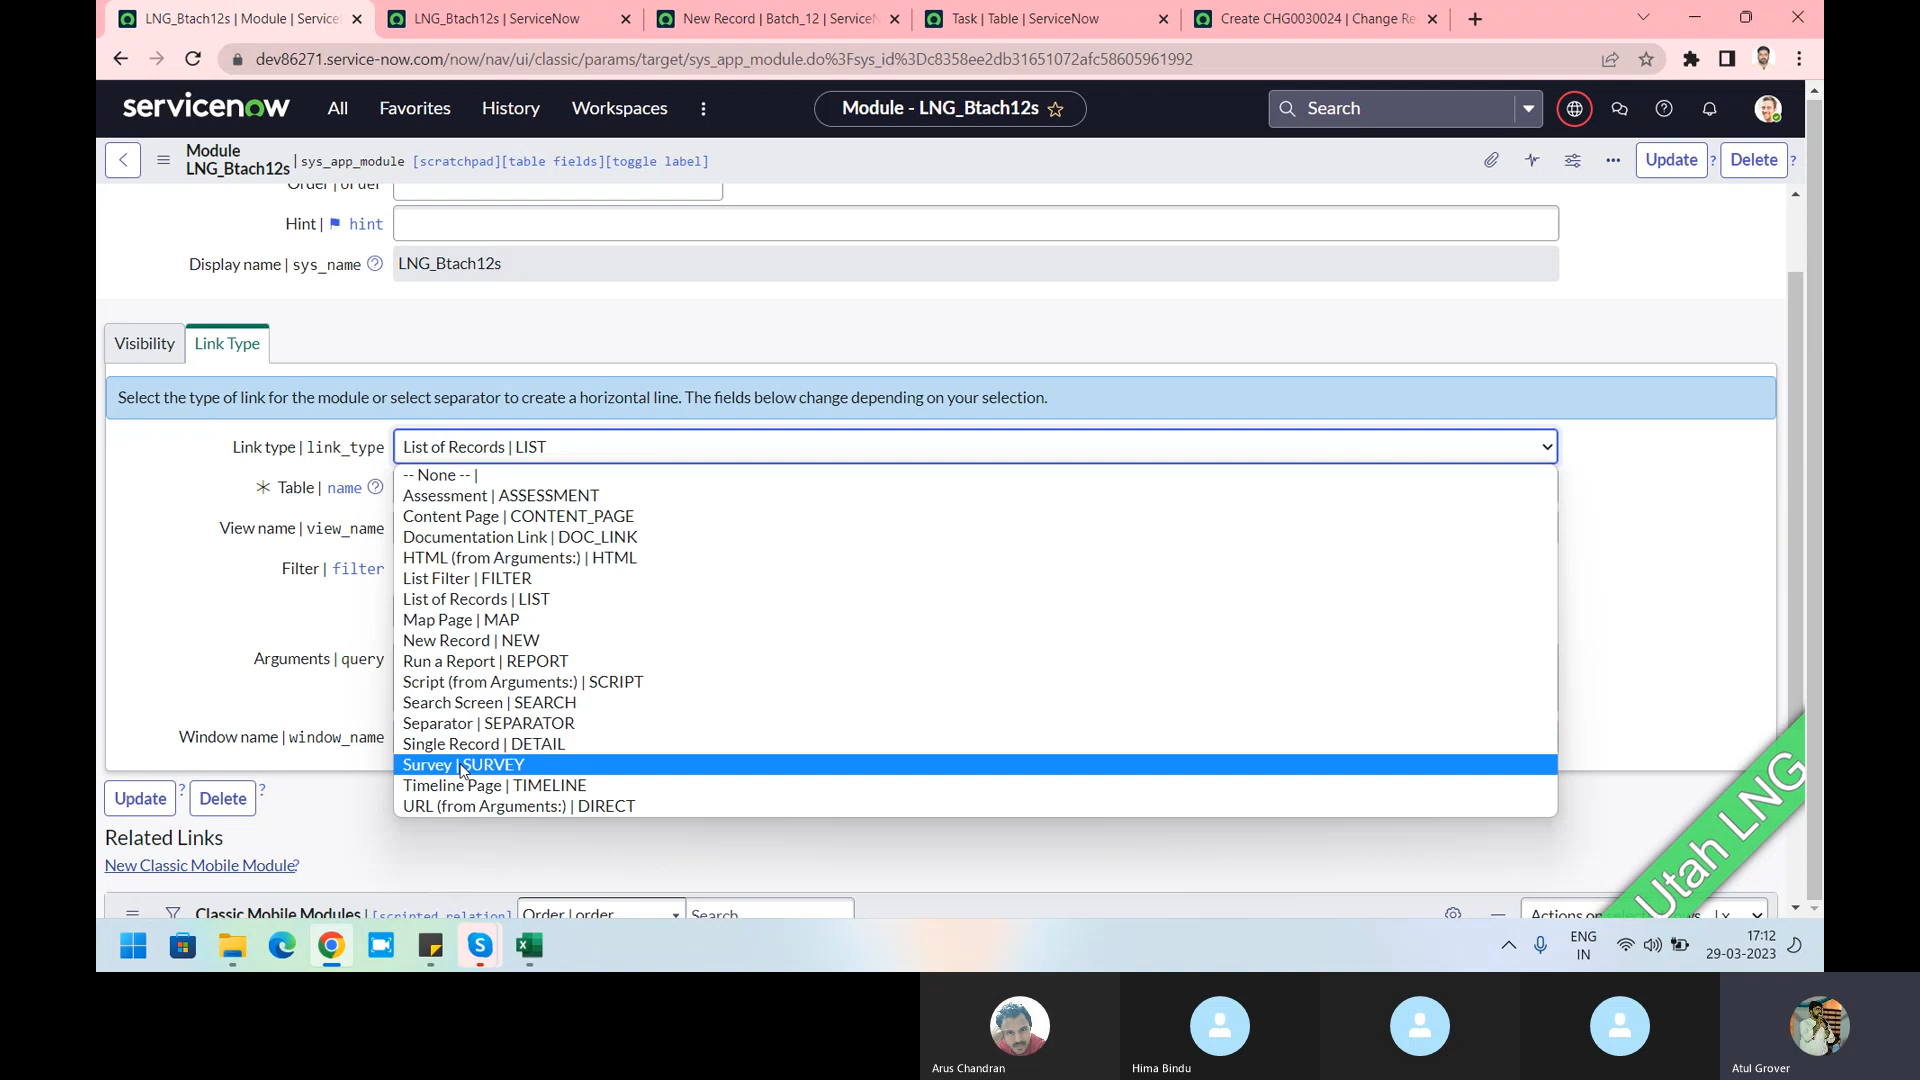 LNG_Btach12s | Module | Service
LNG_Btach12s | ServiceNow
New Record | Batch_12 | ServiceN
Task | Table | ServiceNow
Create CHG0030024 | Change Re
dev86271.service-now.com/now/nav/ui/classic/params/target/sys_app_module.do%3Fsys_id%3Dc8358ee2db31651072afc58605961992
servicenow
All
Favorites
History
Workspaces
Module - LNG_Btach12s
Search
Module
LNG_Btach12s
| sys_app_module [scratchpad][table fields][toggle label]
Update
?
Delete
?
Order | order
Hint | hint
Display name | sys_name
LNG_Btach12s
Visibility
Link Type
Select the type of link for the module or select separator to create a horizontal line. The fields below change depending on your selection.
Link type | link_type
List of Records | LIST
-- None -- |
Table | name
Assessment | ASSESSMENT
Content Page | CONTENT_PAGE
View name | view_name
Documentation Link | DOC_LINK
HTML (from Arguments:) | HTML
Filter | filter
List Filter | FILTER
List of Records | LIST
Map Page | MAP
New Record | NEW
Arguments | query
Run a Report | REPORT
Script (from Arguments:) | SCRIPT
Search Screen | SEARCH
Separator | SEPARATOR
Window name | window_name
Single Record | DETAIL
Survey | SURVEY
Timeline Page | TIMELINE
URL (from Arguments:) | DIRECT
Update
?
Delete
?
Related Links
New Classic Mobile Module
?
Classic Mobile Modules | [scripted relation]
Order | order
Search
Utah LNG
ENG
IN
17:12
29-03-2023
Arus Chandran
Hima Bindu
Atul Grover